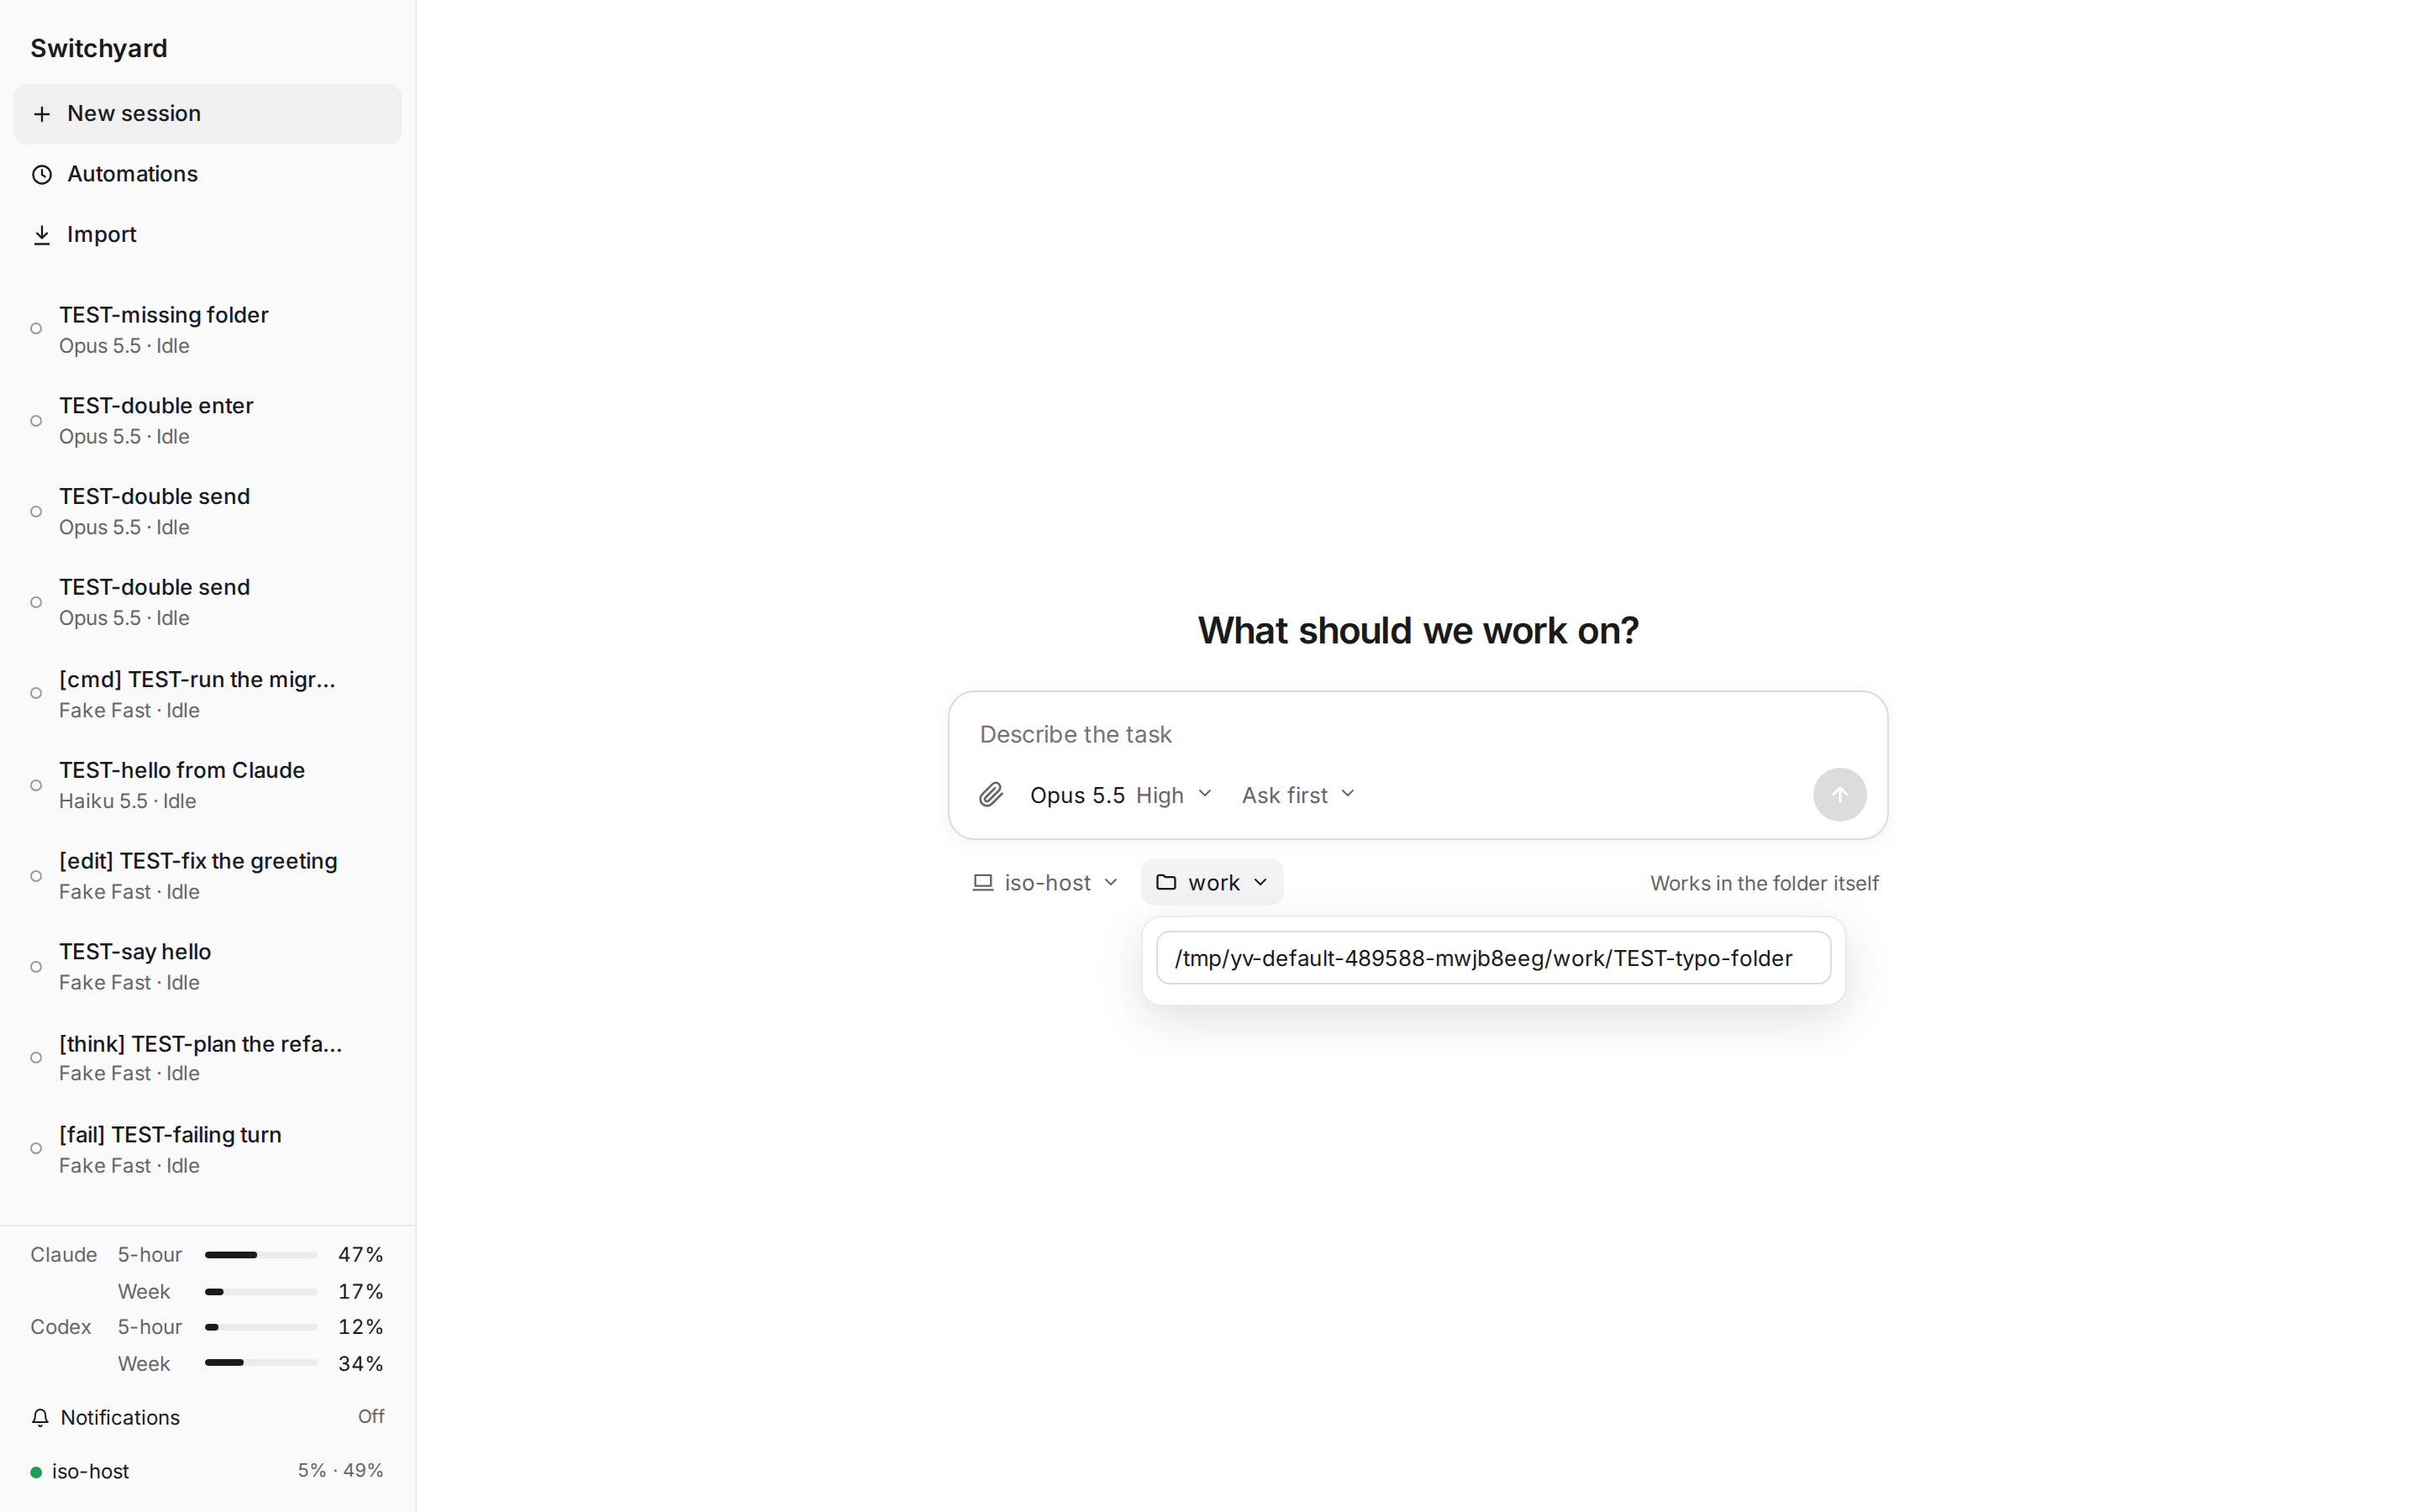 Switchyard
New session
Automations
Import
TEST-missing folder
Opus 5.5 · Idle
TEST-double enter
Opus 5.5 · Idle
TEST-double send
Opus 5.5 · Idle
TEST-double send
Opus 5.5 · Idle
[cmd] TEST-run the migr...
Fake Fast · Idle
TEST-hello from Claude
Haiku 5.5 · Idle
[edit] TEST-fix the greeting
Fake Fast · Idle
TEST-say hello
Fake Fast · Idle
[think] TEST-plan the refa...
Fake Fast · Idle
[fail] TEST-failing turn
Fake Fast · Idle
Claude 5-hour 47%
Week 17%
Codex 5-hour 12%
Week 34%
Notifications Off
iso-host 5% · 49%
What should we work on?
Describe the task
Opus 5.5 High Ask first
iso-host work Works in the folder itself
/tmp/yv-default-489588-mwjb8eeg/work/TEST-typo-folder